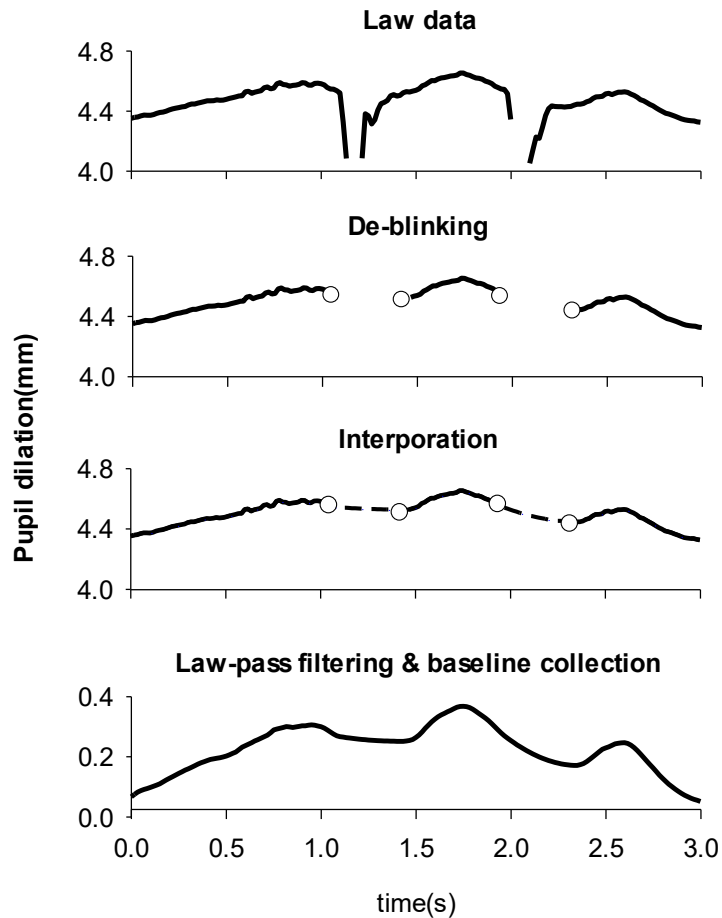 Law data
4.8
4.4
4.0
De-blinking
4.8
4.4
4.0
Interporation
4.8
4.4
4.0
Law-pass filtering & baseline collection
0.4
0.2
0.0
0.0 0.5 1.0 1.5 2.0 2.5 3.0
time(s)
Pupil dilation(mm)